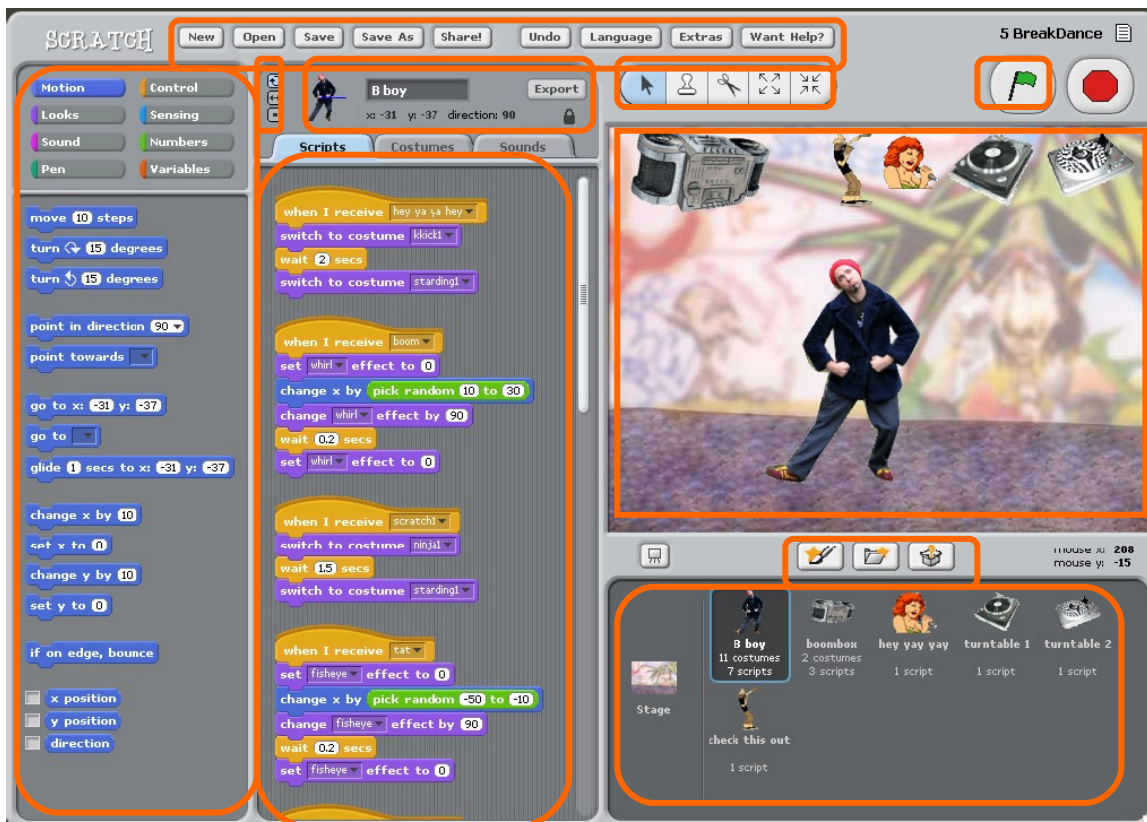 SCRATCH
New Open Save Save As Share! Undo Language Extras Want Help?
5 BreakDance
Motion Control
Looks Sensing
Sound Numbers
Pen Variables
move 10 steps
turn 15 degrees
turn 15 degrees
point in direction 90
point towards
go to x: -31 y: -37
go to
glide 1 secs to x: -31 y: -37
change x by 10
set x to 0
change y by 10
set y to 0
if on edge, bounce
x position
y position
direction
B boy
Export
x: -31 y: -37 direction: 90
Scripts Costumes Sounds
when I receive hey ya ya hey
switch to costume kkick1
wait 2 secs
switch to costume starding1
when I receive boom
set whirl effect to 0
change x by pick random 10 to 30
change whirl effect by 90
wait 0.2 secs
set whirl effect to 0
when I receive scratch1
switch to costume ninja1
wait 1.5 secs
switch to costume starding1
when I receive tat
set fisheye effect to 0
change x by pick random -50 to -10
change fisheye effect by 90
wait 0.2 secs
set fisheye effect to 0
mouse x: 208
mouse y: -15
Stage
B boy
11 costumes
7 scripts
boombox
2 costumes
3 scripts
hey yay yay
1 script
turntable 1
1 script
turntable 2
1 script
check this out
1 script